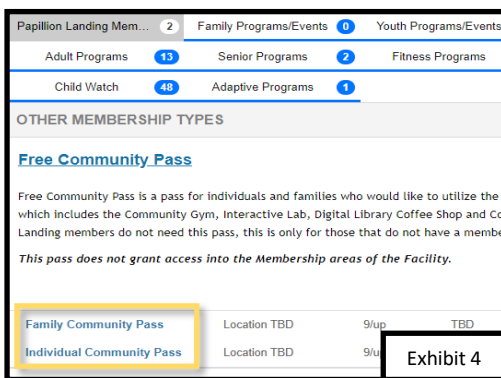 Papillion Landing Mem... 2 Family Programs/Events 0 Youth Programs/Events
Adult Programs 13 Senior Programs 2 Fitness Programs
Child Watch 48 Adaptive Programs 1
OTHER MEMBERSHIP TYPES
Free Community Pass
Free Community Pass is a pass for individuals and families who would like to utilize the
which includes the Community Gym, Interactive Lab, Digital Library Coffee Shop and
Landing members do not need this pass, this is only for those that do not have a
This pass does not grant access into the Membership areas of the Facility.
Family Community Pass Location TBD 9/up TBD
Individual Community Pass Location TBD
Exhibit 4